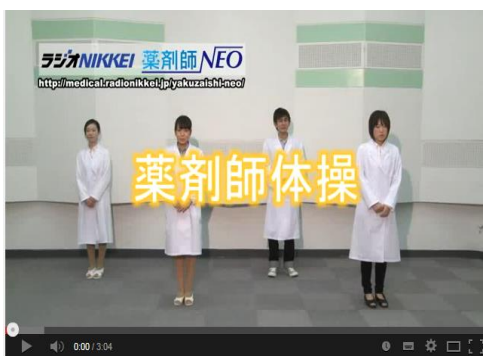 ラジオNIKKEI 薬剤師NEO
http://medical.radionikkei.jp/yakuzaishi-neo/
薬剤師体操
0:00 / 3:04